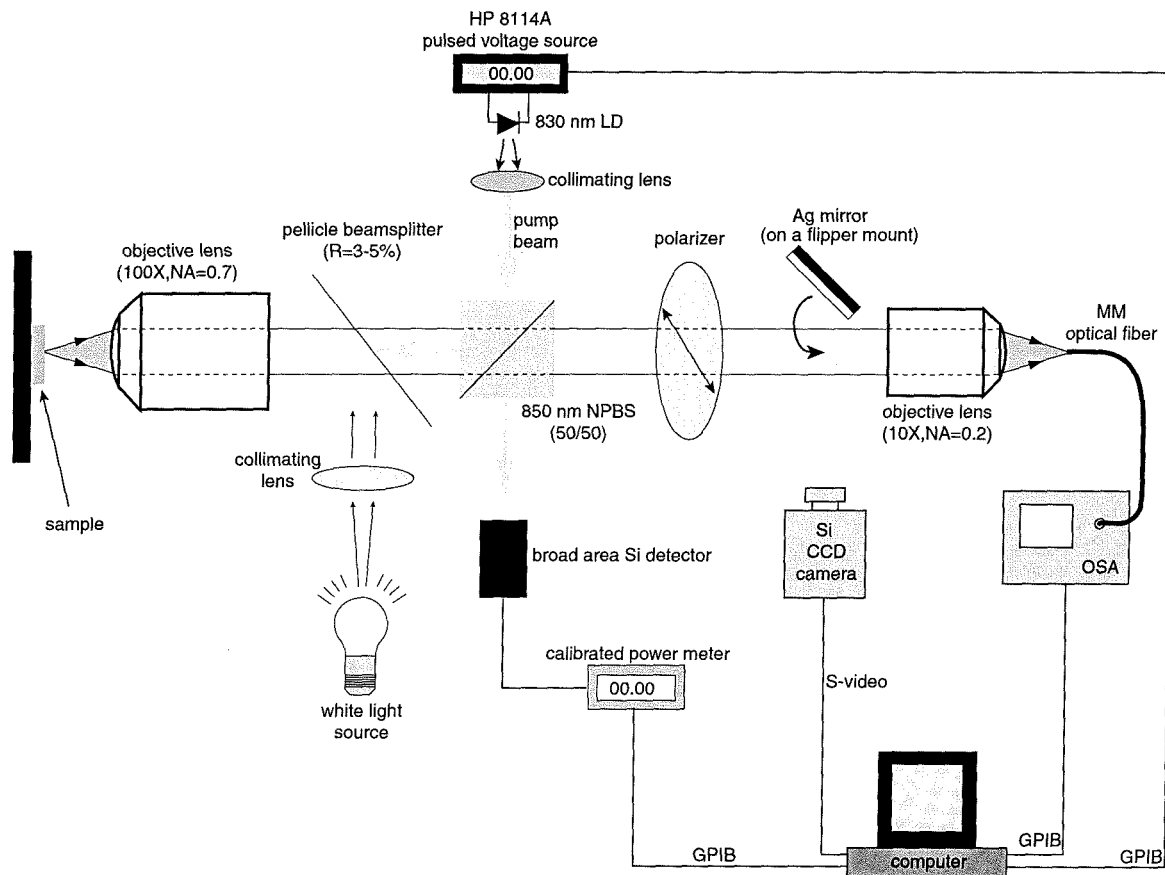 HP 8114A
pulsed voltage source
00.00
830 nm LD
collimating lens
pump
beam
pellicle beamsplitter
(R=3-5%)
objective lens
(100X,NA=0.7)
polarizer
Ag mirror
(on a flipper mount)
MM
optical fiber
850 nm NPBS
(50/50)
objective lens
(10X,NA=0.2)
collimating
lens
sample
broad area Si detector
Si
CCD
camera
OSA
calibrated power meter
00.00
S-video
white light
source
GPIB
computer
GPIB
GPIB